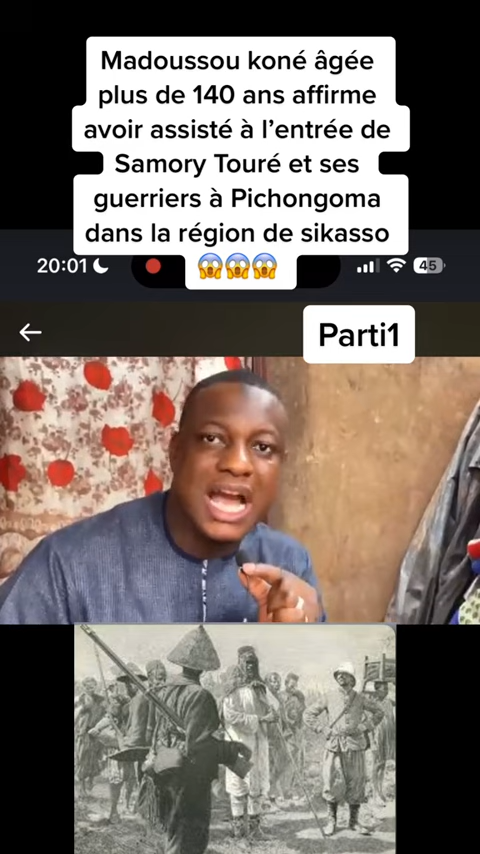 Madoussou koné âgée
plus de 140 ans affirme
avoir assisté à l’entrée de
Samory Touré et ses
guerriers à Pichongoma
dans la région de sikasso
😱😱😱
20:01
45
Parti1